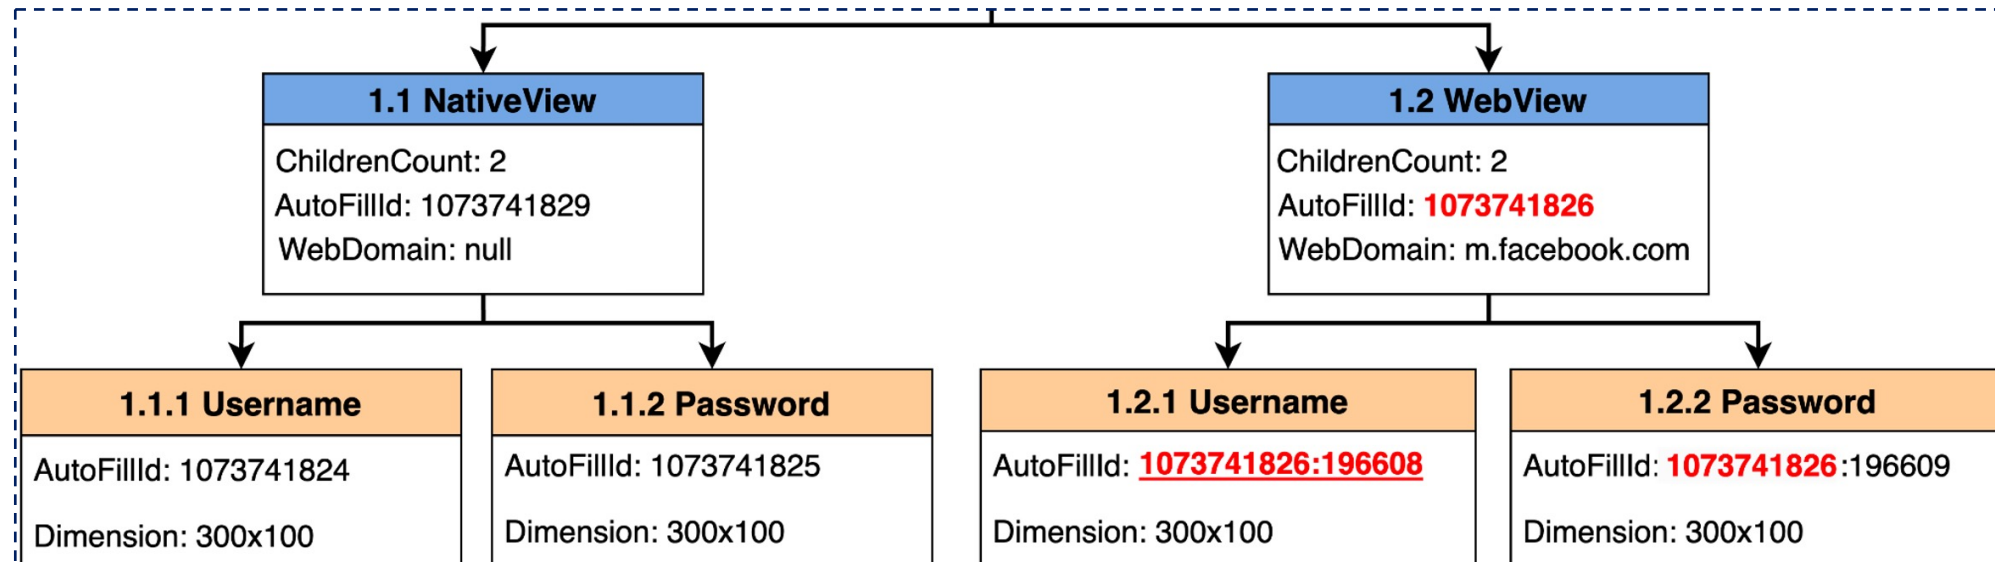 1.1 NativeView
ChildrenCount: 2
AutoFillId: 1073741829
WebDomain: null
1.2 WebView
ChildrenCount: 2
AutoFillId: 1073741826
WebDomain: m.facebook.com
1.1.1 Username
AutoFillId: 1073741824
Dimension: 300x100
1.1.2 Password
AutoFillId: 1073741825
Dimension: 300x100
1.2.1 Username
AutoFillId: 1073741826:196608
Dimension: 300x100
1.2.2 Password
AutoFillId: 1073741826:196609
Dimension: 300x100